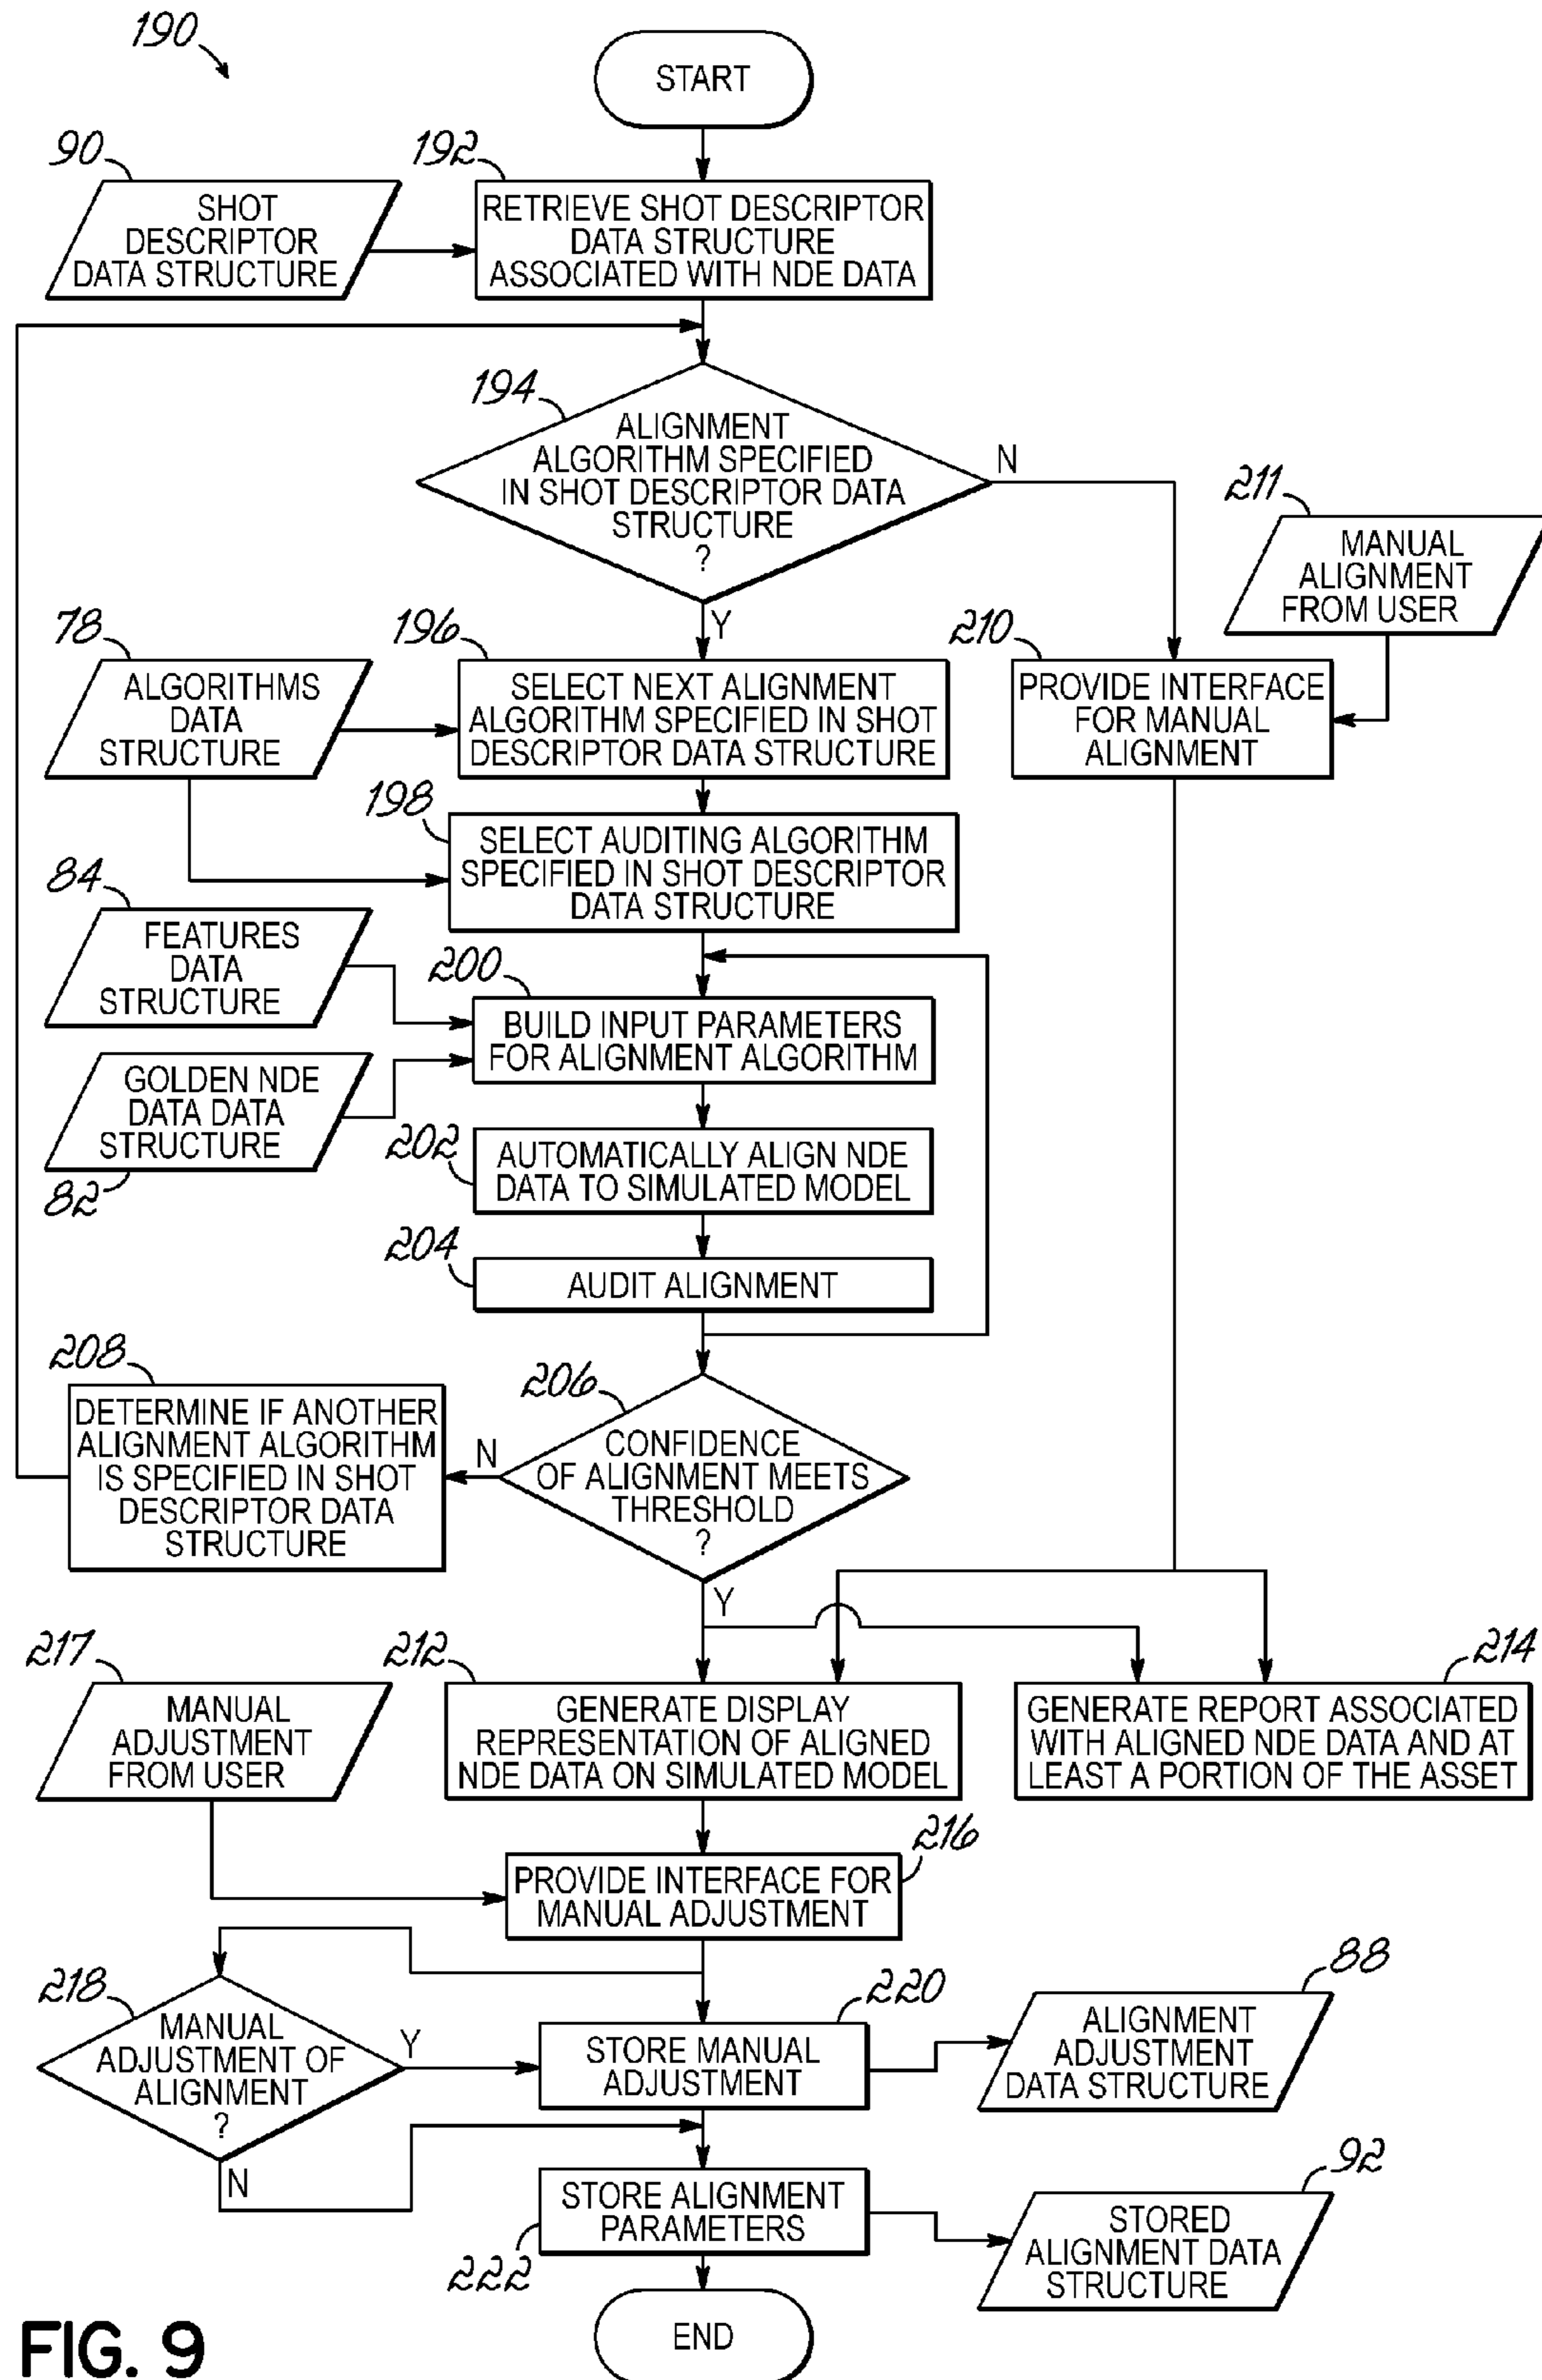 190
START
90
SHOT
DESCRIPTOR
DATA STRUCTURE
192
RETRIEVE SHOT DESCRIPTOR
DATA STRUCTURE
ASSOCIATED WITH NDE DATA
194
ALIGNMENT
ALGORITHM SPECIFIED
IN SHOT DESCRIPTOR DATA
STRUCTURE
?
N
Y
211
MANUAL
ALIGNMENT
FROM USER
78
ALGORITHMS
DATA
STRUCTURE
196
SELECT NEXT ALIGNMENT
ALGORITHM SPECIFIED IN SHOT
DESCRIPTOR DATA STRUCTURE
210
PROVIDE INTERFACE
FOR MANUAL
ALIGNMENT
198
SELECT AUDITING ALGORITHM
SPECIFIED IN SHOT DESCRIPTOR
DATA STRUCTURE
84
FEATURES
DATA
STRUCTURE
200
BUILD INPUT PARAMETERS
FOR ALIGNMENT ALGORITHM
GOLDEN NDE
DATA DATA
STRUCTURE
82
202
AUTOMATICALLY ALIGN NDE
DATA TO SIMULATED MODEL
204
AUDIT ALIGNMENT
208
DETERMINE IF ANOTHER
ALIGNMENT ALGORITHM
IS SPECIFIED IN SHOT
DESCRIPTOR DATA
STRUCTURE
206
CONFIDENCE
OF ALIGNMENT MEETS
THRESHOLD
?
N
Y
217
MANUAL
ADJUSTMENT
FROM USER
212
GENERATE DISPLAY
REPRESENTATION OF ALIGNED
NDE DATA ON SIMULATED MODEL
214
GENERATE REPORT ASSOCIATED
WITH ALIGNED NDE DATA AND AT
LEAST A PORTION OF THE ASSET
216
PROVIDE INTERFACE FOR
MANUAL ADJUSTMENT
218
MANUAL
ADJUSTMENT OF
ALIGNMENT
?
Y
N
220
STORE MANUAL
ADJUSTMENT
88
ALIGNMENT
ADJUSTMENT
DATA STRUCTURE
STORE ALIGNMENT
PARAMETERS
222
92
STORED
ALIGNMENT DATA
STRUCTURE
END
FIG. 9